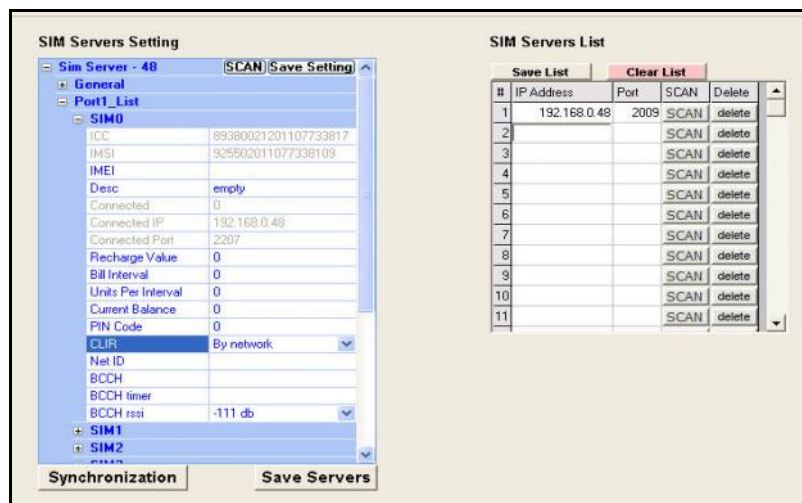 SIM Servers Setting
Sim Server - 48 SCAN Save Setting
General
Port1_List
SIM0
ICC 89380021201107733817
IMSI 925502011077338109
IMEI
Desc empty
Connected 0
Connected IP 192.168.0.48
Connected Port 2207
Recharge Value 0
Bill Interval 0
Units Per Interval 0
Current Balance 0
PIN Code 0
CLIR By network
Net ID
BCCH
BCCH timer
BCCH rssi -111 db
SIM1
SIM2
Synchronization Save Servers
SIM Servers List
Save List Clear List
# IP Address Port SCAN Delete
1 192.168.0.48 2009 SCAN delete
2 SCAN delete
3 SCAN delete
4 SCAN delete
5 SCAN delete
6 SCAN delete
7 SCAN delete
8 SCAN delete
9 SCAN delete
10 SCAN delete
11 SCAN delete